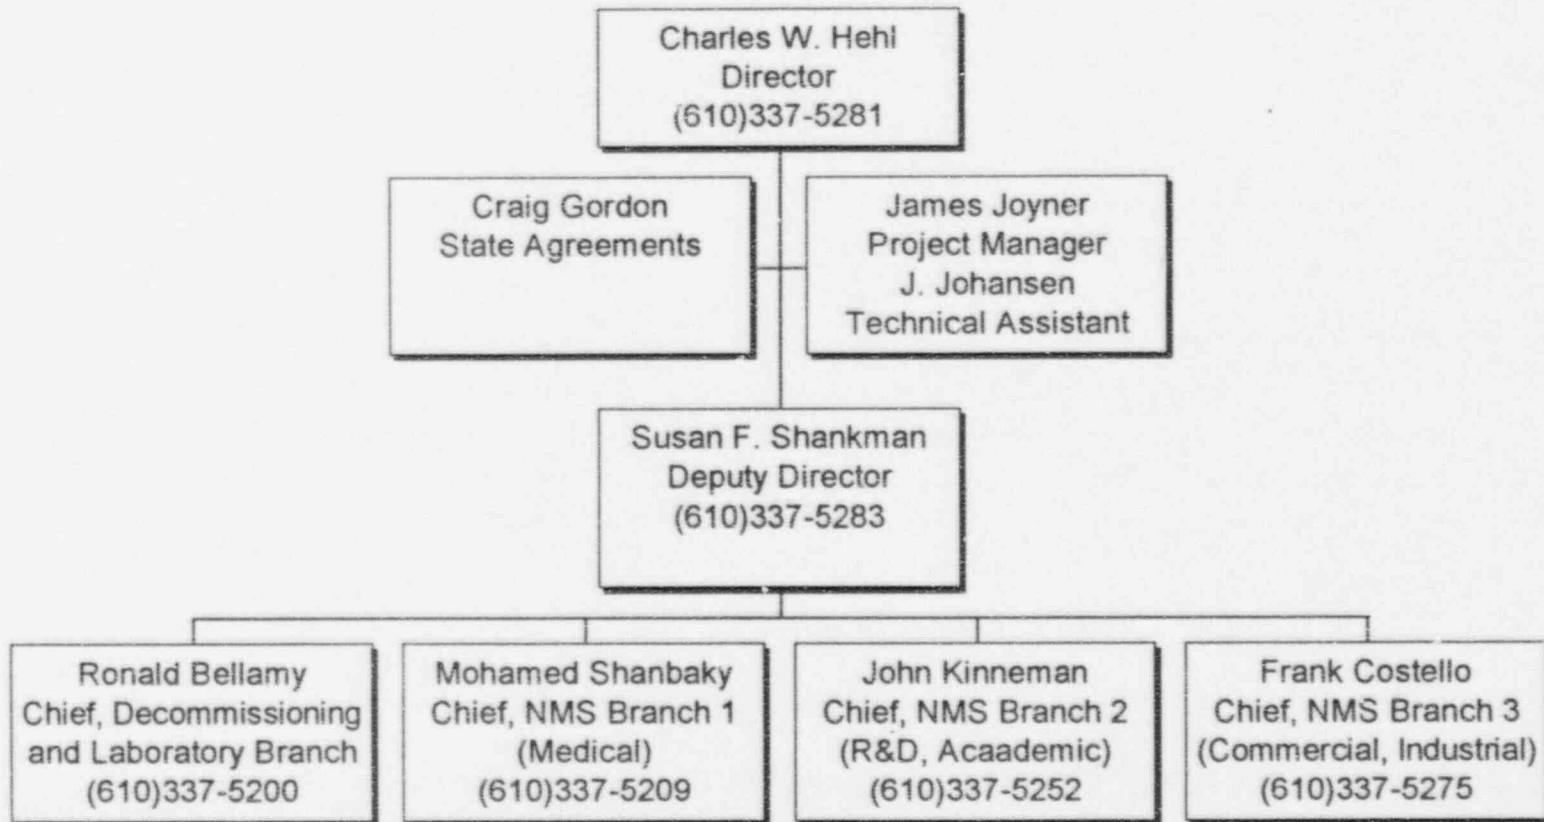 Charles W. Hehl
Director
(610)337-5281
Craig Gordon
State Agreements
James Joyner
Project Manager
J. Johansen
Technical Assistant
Susan F. Shankman
Deputy Director
(610)337-5283
Ronald Bellamy
Chief, Decommissioning
and Laboratory Branch
(610)337-5200
Mohamed Shanbaky
Chief, NMS Branch 1
(Medical)
(610)337-5209
John Kinneman
Chief, NMS Branch 2
(R&D, Acaademic)
(610)337-5252
Frank Costello
Chief, NMS Branch 3
(Commercial, Industrial)
(610)337-5275